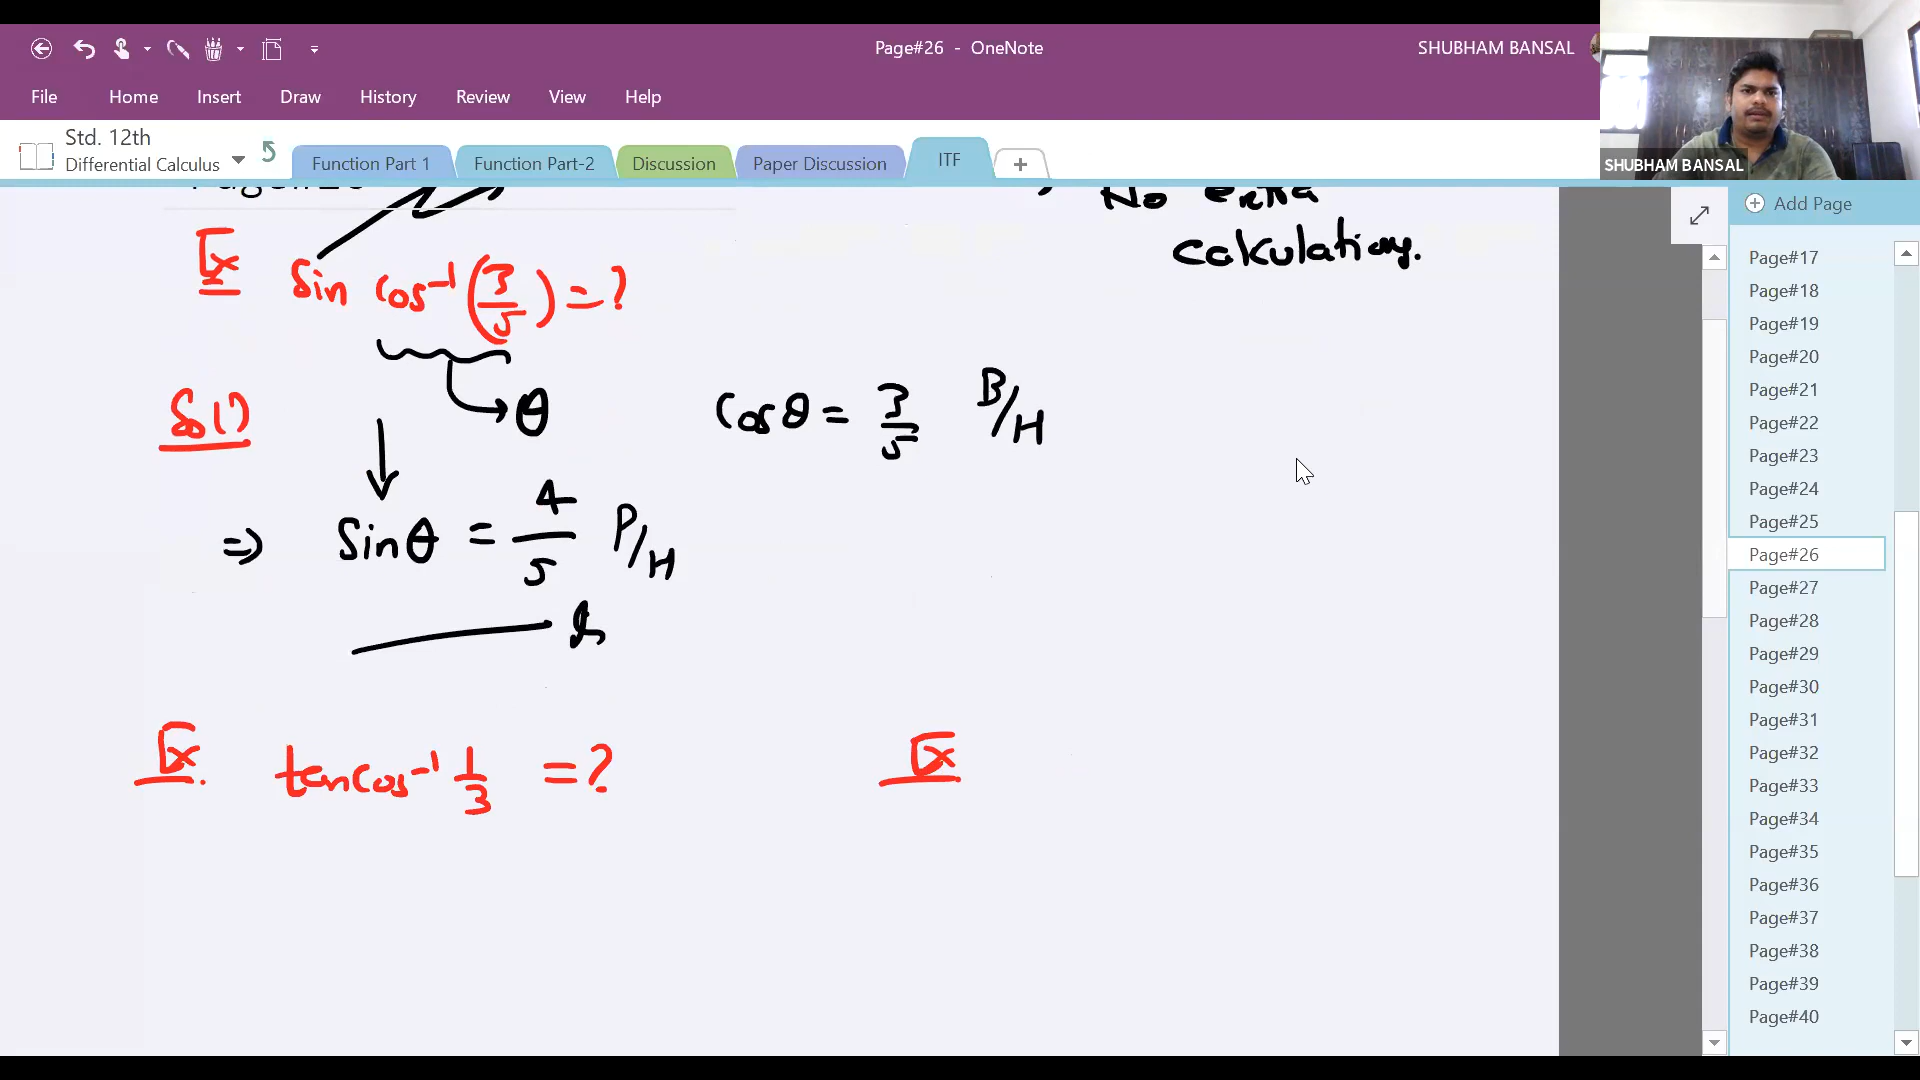 Page#26 - OneNote
SHUBHAM BANSAL
File Home Insert Draw History Review View Help
Std. 12th
Differential Calculus
Function Part 1
Function Part-2
Discussion
Paper Discussion
ITF
+
SHUBHAM BANSAL
Add Page
No extra
calculations.
Ex sin cos⁻¹(3/5) = ?
θ
Sol)
cosθ = 3/5 B/H
⇒ sinθ = 4/5 P/H
Ex. tancos⁻¹ 1/3 = ?
Ex
Page#17
Page#18
Page#19
Page#20
Page#21
Page#22
Page#23
Page#24
Page#25
Page#26
Page#27
Page#28
Page#29
Page#30
Page#31
Page#32
Page#33
Page#34
Page#35
Page#36
Page#37
Page#38
Page#39
Page#40